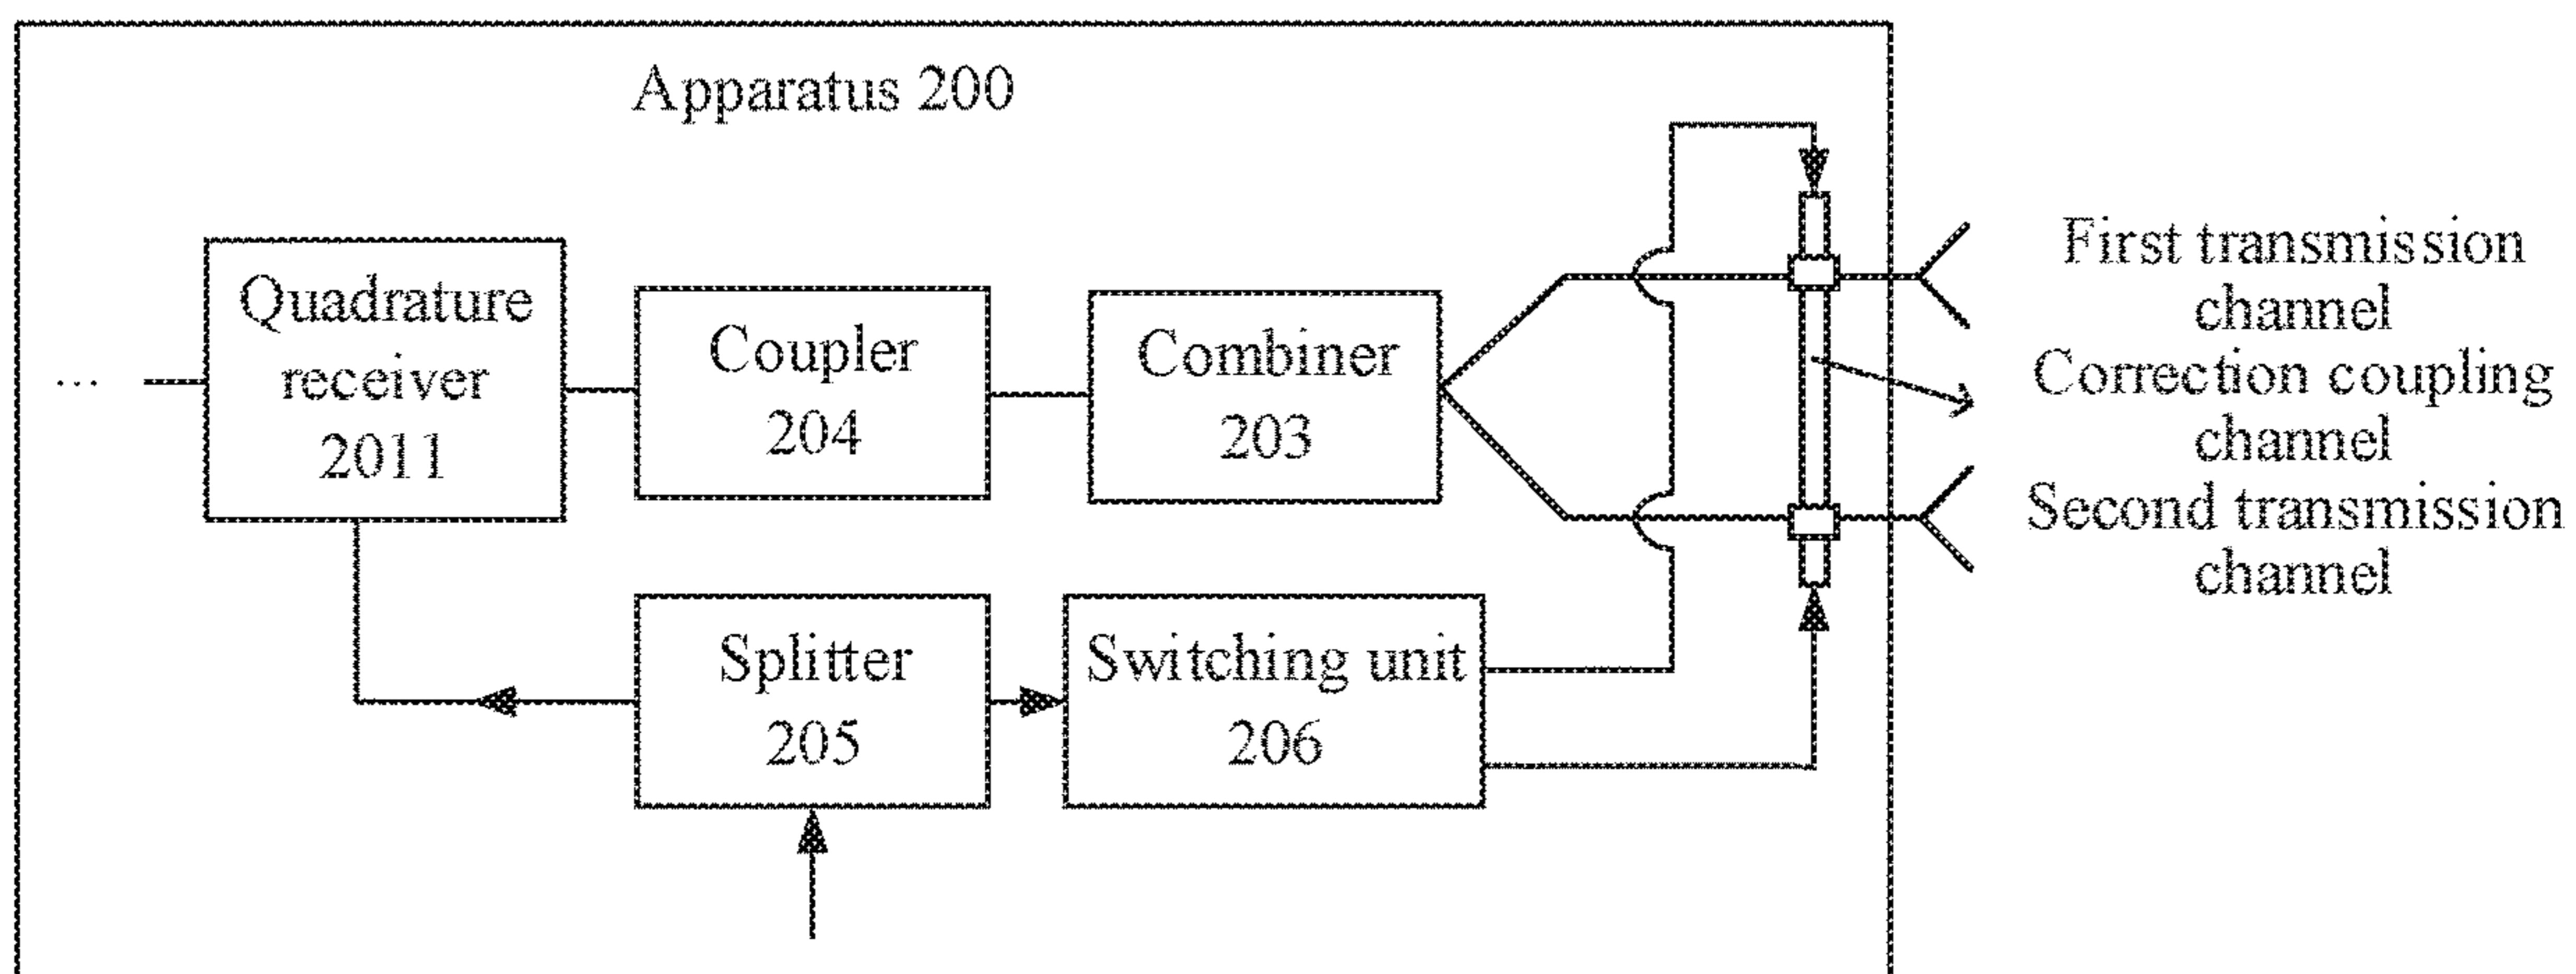 Apparatus 200
Quadrature
receiver
2011
Coupler
204
Combiner
203
Splitter
205
Switching unit
206
First transmission
channel
Correction coupling
channel
Second transmission
channel
...